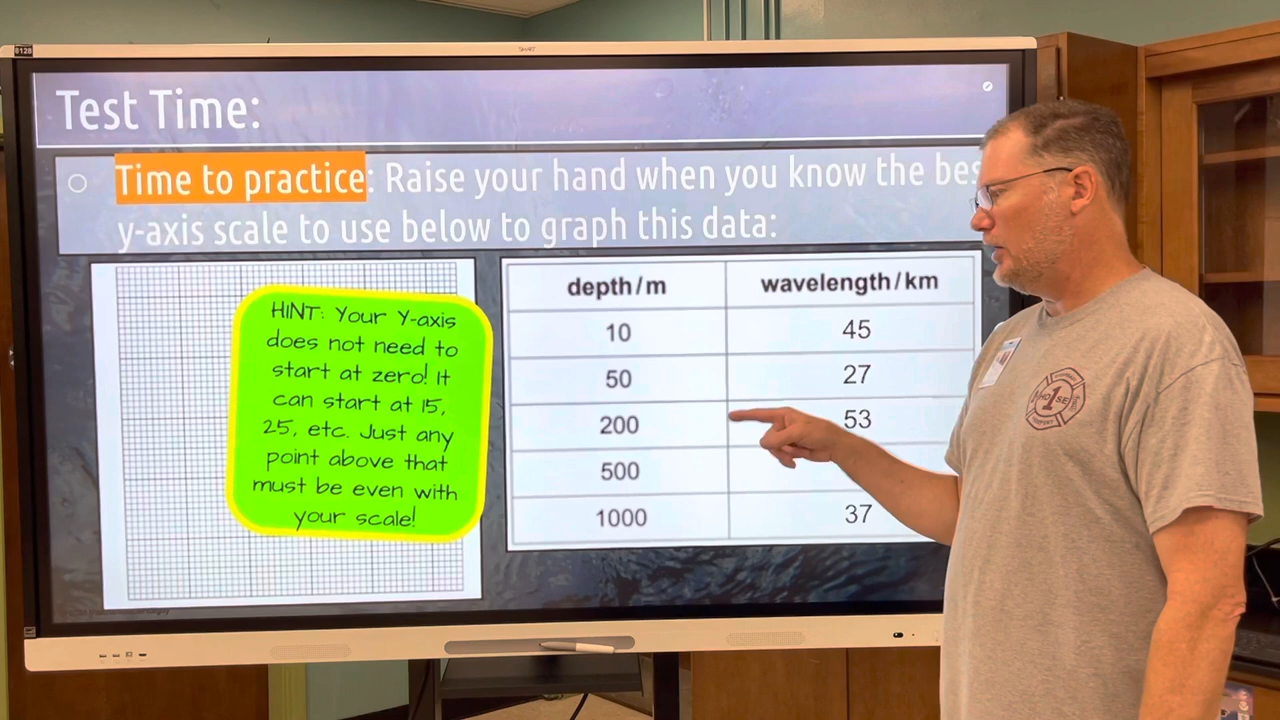 8128
SMART
Test Time:
Time to practice: Raise your hand when you know the bes
y-axis scale to use below to graph this data:
HINT: Your Y-axis
does not need to
start at zero! It
can start at 15,
25, etc. Just any
point above that
must be even with
your scale!
depth/m wavelength/km
10 45
50 27
200 53
500
1000 37
1